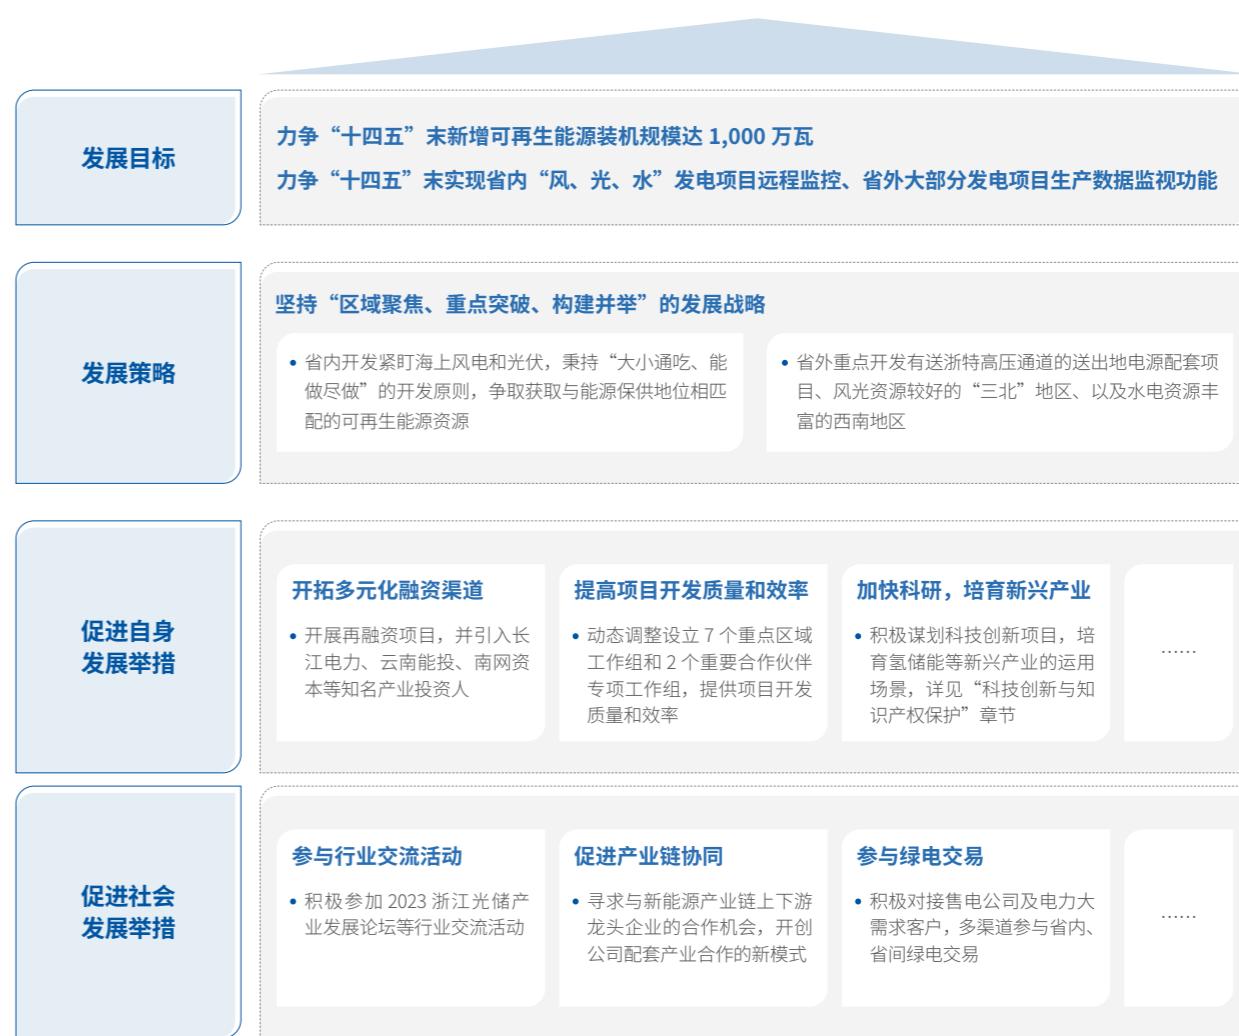 发展目标
力争“十四五”末新增可再生能源装机规模达 1,000 万瓦
力争“十四五”末实现省内“风、光、水”发电项目远程监控、省外大部分发电项目生产数据监视功能
发展策略
坚持“区域聚焦、重点突破、构建并举”的发展战略
• 省内开发紧盯海上风电和光伏，秉持“大小通吃、能
做尽做”的开发原则，争取获取与能源保供地位相匹
配的可再生能源资源
• 省外重点开发有送浙特高压通道的送出地电源配套项
目、风光资源较好的“三北”地区、以及水电资源丰
富的西南地区
促进自身
发展举措
开拓多元化融资渠道
• 开展再融资项目，并引入长
江电力、云南能投、南网资
本等知名产业投资人
提高项目开发质量和效率
• 动态调整设立 7 个重点区域
工作组和 2 个重要合作伙伴
专项工作组，提供项目开发
质量和效率
加快科研，培育新兴产业
• 积极谋划科技创新项目，培
育氢储能等新兴产业的运用
场景，详见“科技创新与知
识产权保护”章节
……
促进社会
发展举措
参与行业交流活动
• 积极参加 2023 浙江光储产
业发展论坛等行业交流活动
促进产业链协同
• 寻求与新能源产业链上下游
龙头企业的合作机会，开创
公司配套产业合作的新模式
参与绿电交易
• 积极对接售电公司及电力大
需求客户，多渠道参与省内、
省间绿电交易
……